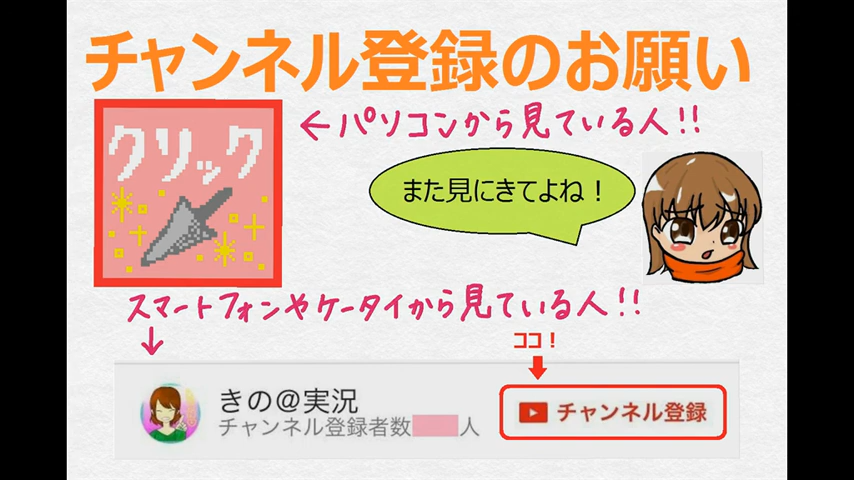 チャンネル登録のお願い
クリック
←パソコンから見ている人!!
また見にきてよね！
スマートフォンやケータイから見ている人!!
↓
ココ！
きの@実況
チャンネル登録者数 人
チャンネル登録